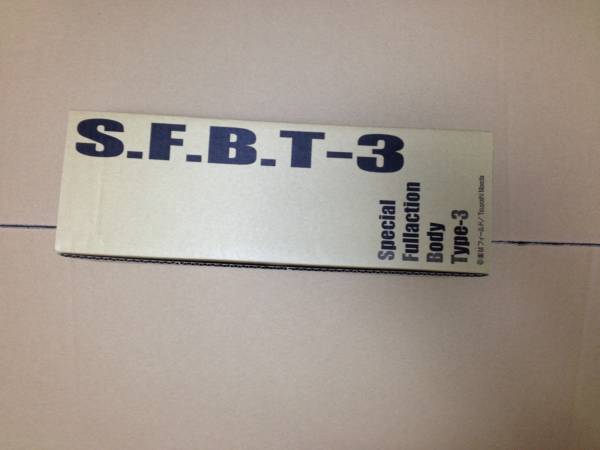 S.F.B.T-3
Special
Fullaction
Body
Type-3